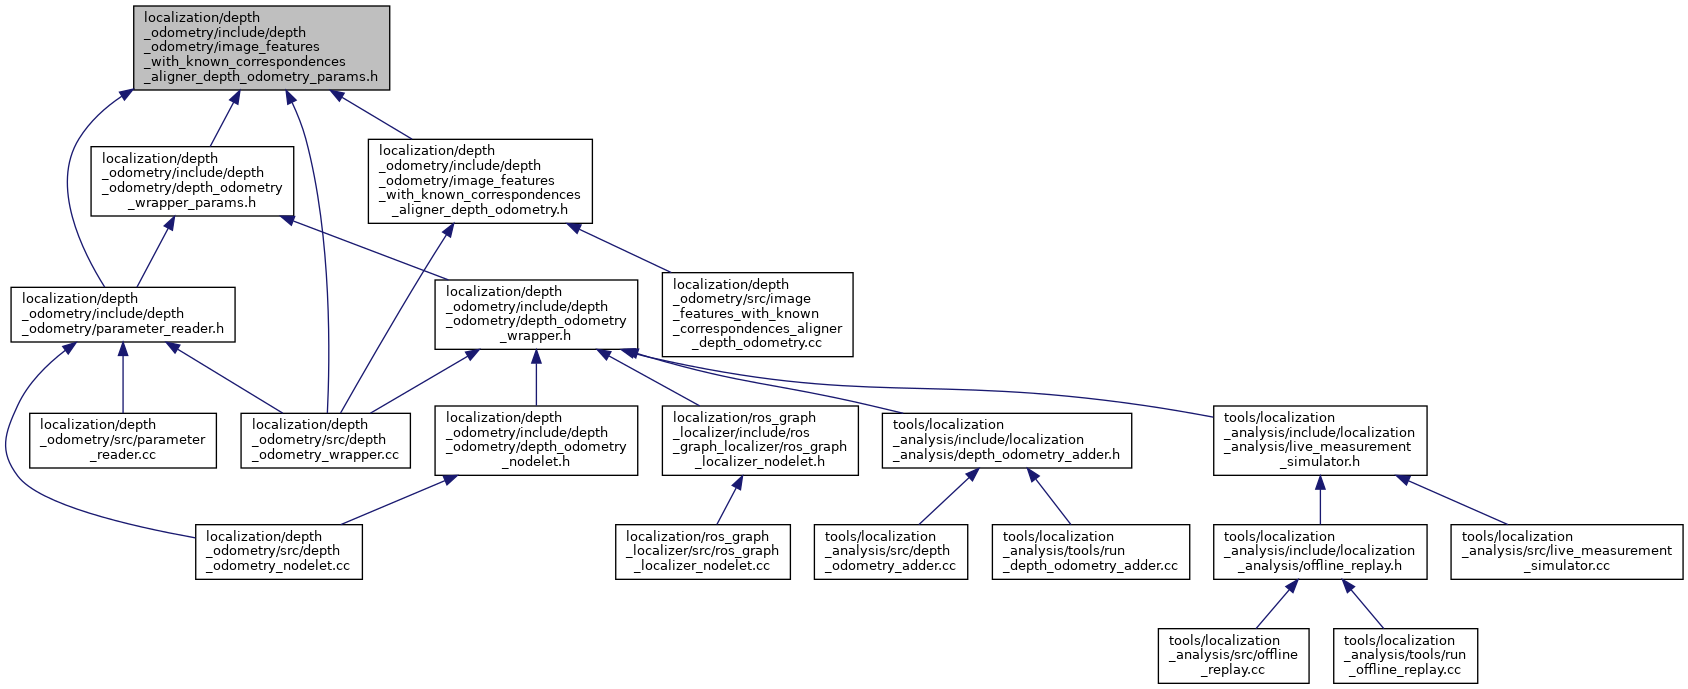 localization/depth
_odometry/include/depth
_odometry/image_features
_with_known_correspondences
_aligner_depth_odometry_params.h
localization/depth
_odometry/include/depth
_odometry/depth_odometry
_wrapper_params.h
localization/depth
_odometry/include/depth
_odometry/image_features
_with_known_correspondences
_aligner_depth_odometry.h
localization/depth
_odometry/include/depth
_odometry/parameter_reader.h
localization/depth
_odometry/include/depth
_odometry/depth_odometry
_wrapper.h
localization/depth
_odometry/src/image
_features_with_known
_correspondences_aligner
_depth_odometry.cc
localization/depth
_odometry/src/parameter
_reader.cc
localization/depth
_odometry/src/depth
_odometry_wrapper.cc
localization/depth
_odometry/include/depth
_odometry/depth_odometry
_nodelet.h
localization/ros_graph
_localizer/include/ros
_graph_localizer/ros_graph
_localizer_nodelet.h
tools/localization
_analysis/include/localization
_analysis/depth_odometry_adder.h
tools/localization
_analysis/include/localization
_analysis/live_measurement
_simulator.h
localization/depth
_odometry/src/depth
_odometry_nodelet.cc
localization/ros_graph
_localizer/src/ros_graph
_localizer_nodelet.cc
tools/localization
_analysis/src/depth
_odometry_adder.cc
tools/localization
_analysis/tools/run
_depth_odometry_adder.cc
tools/localization
_analysis/include/localization
_analysis/offline_replay.h
tools/localization
_analysis/src/live_measurement
_simulator.cc
tools/localization
_analysis/src/offline
_replay.cc
tools/localization
_analysis/tools/run
_offline_replay.cc